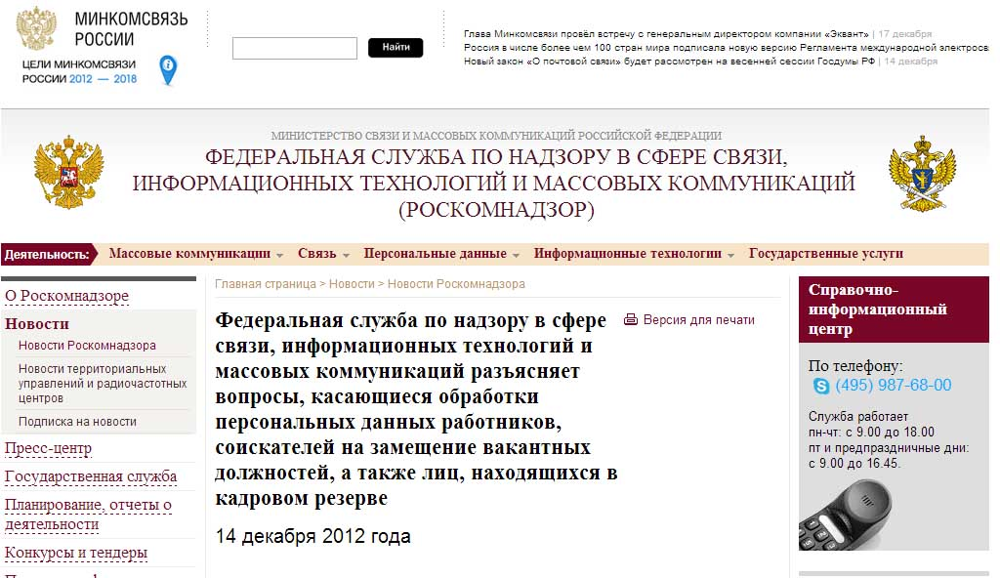 МИНКОМСВЯЗЬ
РОССИИ
ЦЕЛИ МИНКОМСВЯЗИ
РОССИИ 2012 — 2018
Найти
Глава Минкомсвязи провёл встречу с генеральным директором компании «Эквант» | 17 декабря
Россия в числе более чем 100 стран мира подписала новую версию Регламента международной электросв
Новый закон «О почтовой связи» будет рассмотрен на весенней сессии Госдумы РФ | 14 декабря
МИНИСТЕРСТВО СВЯЗИ И МАССОВЫХ КОММУНИКАЦИЙ РОССИЙСКОЙ ФЕДЕРАЦИИ
ФЕДЕРАЛЬНАЯ СЛУЖБА ПО НАДЗОРУ В СФЕРЕ СВЯЗИ,
ИНФОРМАЦИОННЫХ ТЕХНОЛОГИЙ И МАССОВЫХ КОММУНИКАЦИЙ
(РОСКОМНАДЗОР)
Деятельность: Массовые коммуникации Связь Персональные данные Информационные технологии Государственные услуги
О Роскомнадзоре
Новости
Новости Роскомнадзора
Новости территориальных
управлений и радиочастотных
центров
Подписка на новости
Пресс-центр
Государственная служба
Планирование, отчеты о
деятельности
Конкурсы и тендеры
Главная страница > Новости > Новости Роскомнадзора
Федеральная служба по надзору в сфере
связи, информационных технологий и
массовых коммуникаций разъясняет
вопросы, касающиеся обработки
персональных данных работников,
соискателей на замещение вакантных
должностей, а также лиц, находящихся в
кадровом резерве
Версия для печати
14 декабря 2012 года
Справочно-
информационный
центр
По телефону:
(495) 987-68-00
Служба работает
пн-чт: с 9.00 до 18.00
пт и предпраздничные дни:
с 9.00 до 16.45.